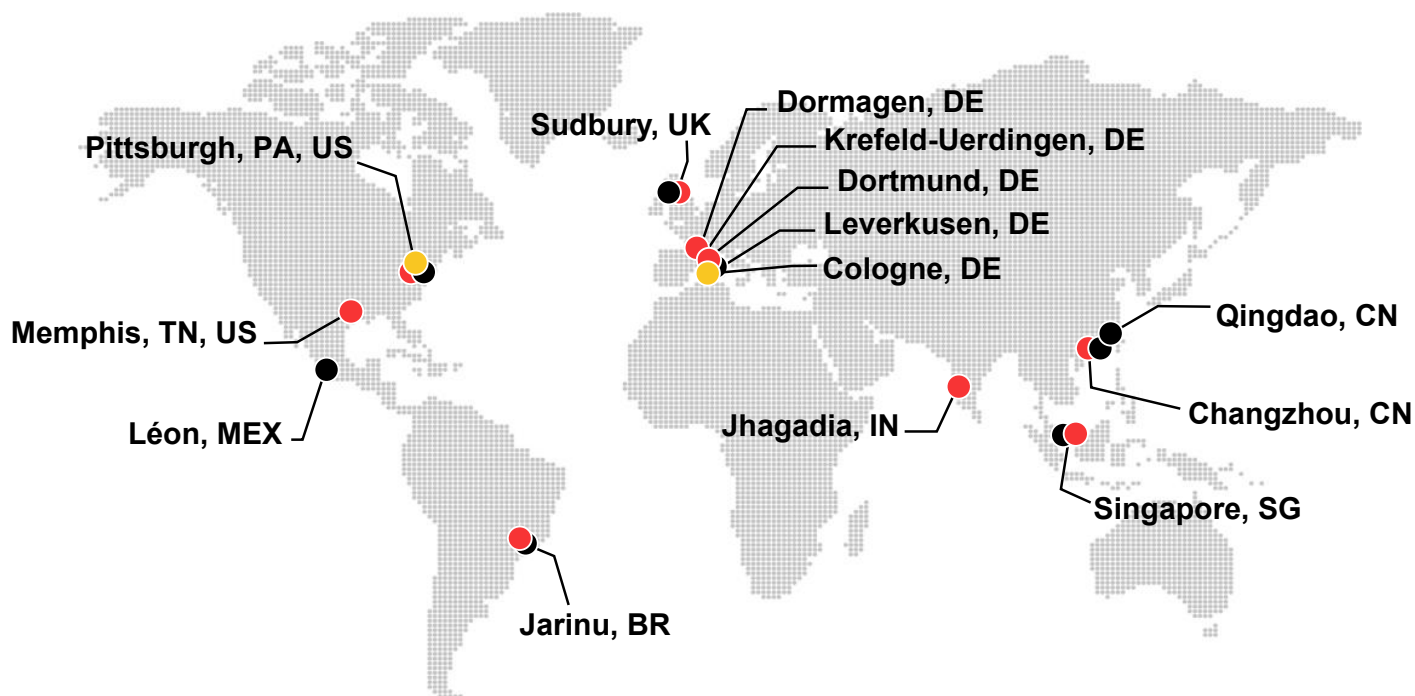 Dormagen, DE
Sudbury, UK
Krefeld-Uerdingen, DE
Pittsburgh, PA, US
Dortmund, DE
Leverkusen, DE
Cologne, DE
Qingdao, CN
Memphis, TN, US
Changzhou, CN
Jhagadia, IN
Léon, MEX
Singapore, SG
Jarinu, BR